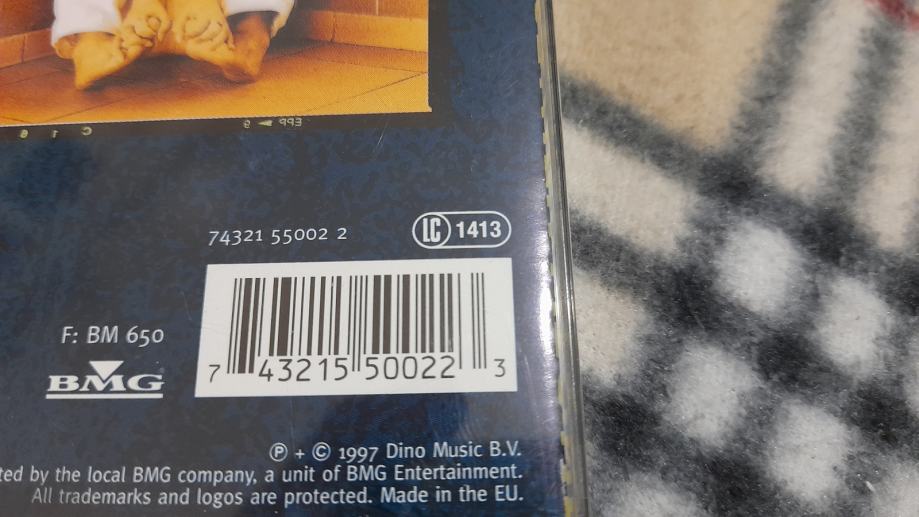 74321 55002 2
LC 1413
F: BM 650
BMG
7 43215 50022 3
Ⓟ + © 1997 Dino Music B.V.
ted by the local BMG company, a unit of BMG Entertainment.
All trademarks and logos are protected. Made in the EU.